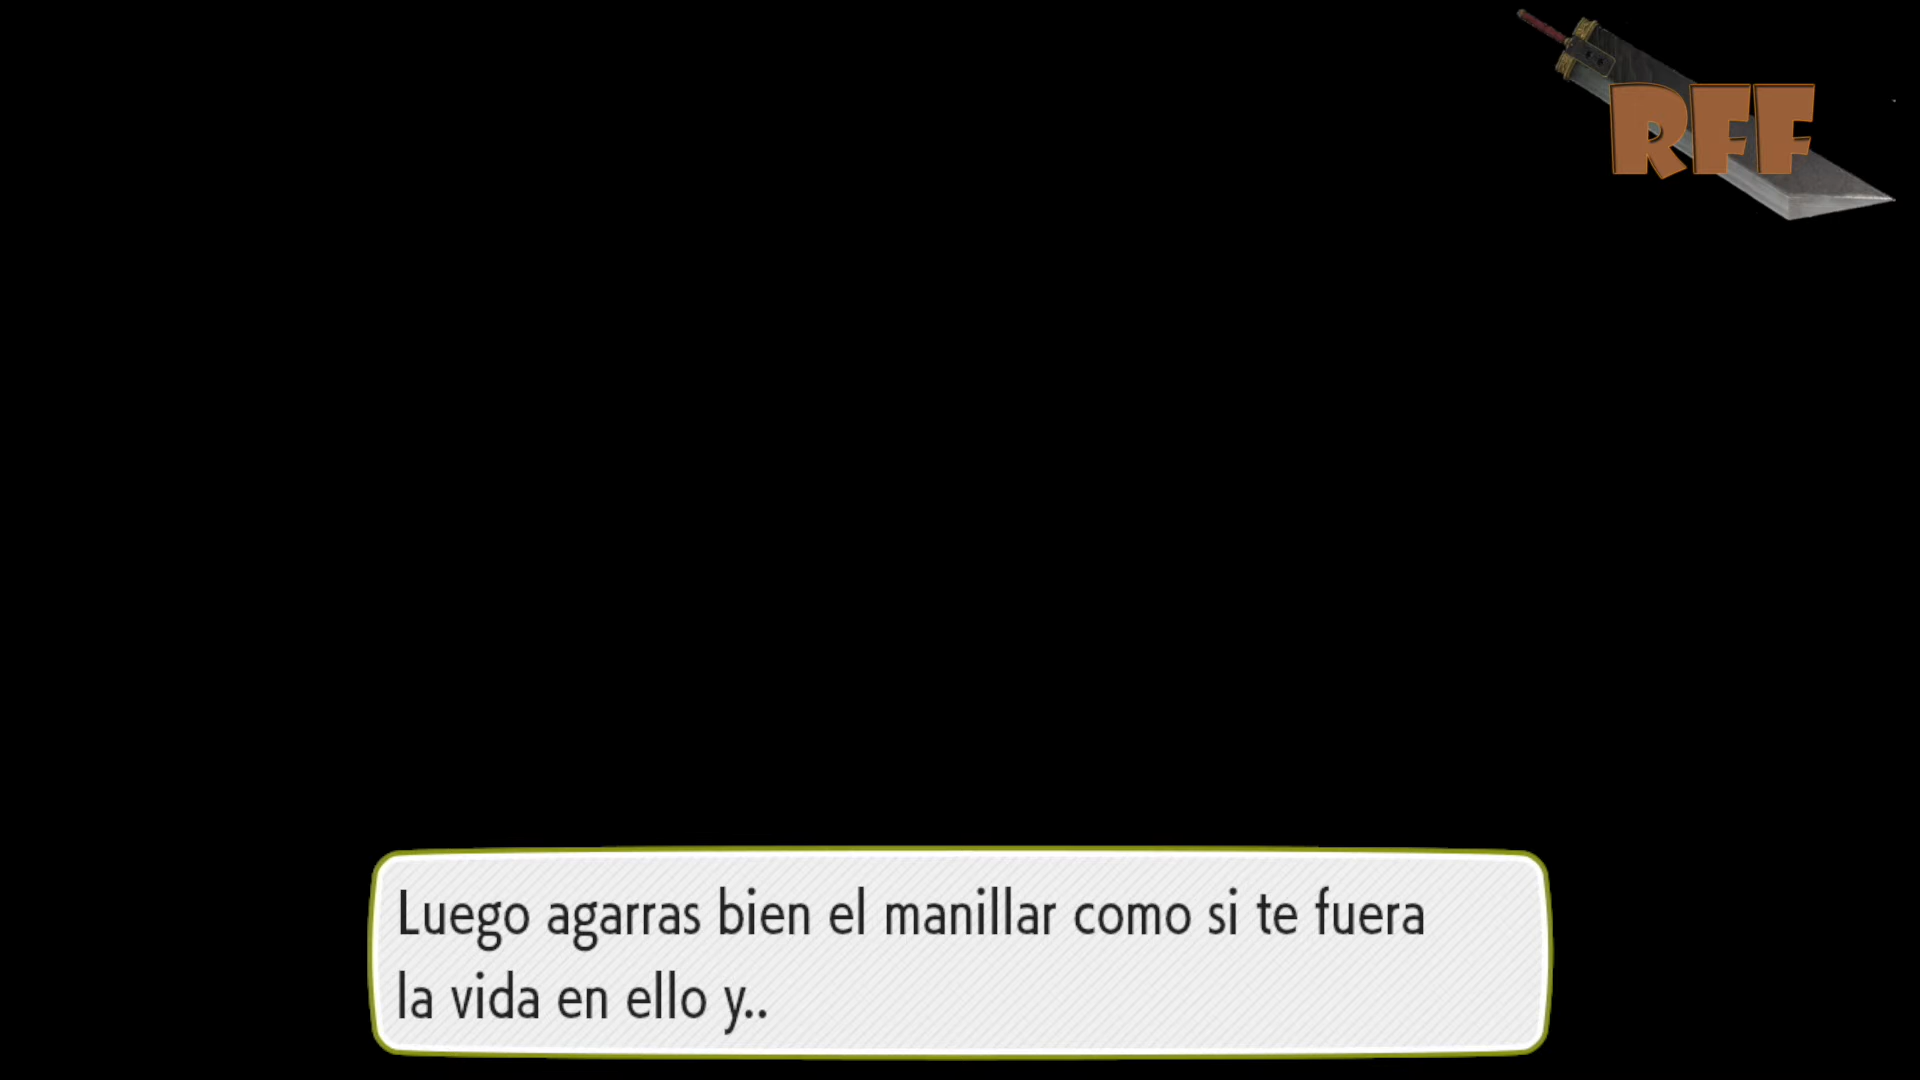 RFF
Luego agarras bien el manillar como si te fuera
la vida en ello y..